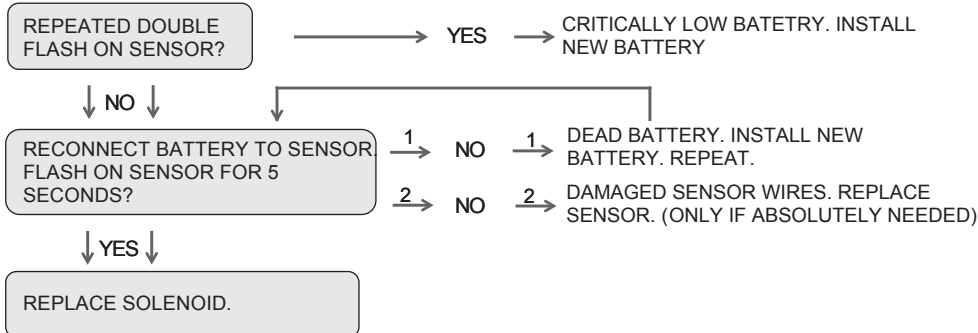 REPEATED DOUBLE
FLASH ON SENSOR?
YES
CRITICALLY LOW BATETRY. INSTALL
NEW BATTERY
NO
RECONNECT BATTERY TO SENSOR.
FLASH ON SENSOR FOR 5
SECONDS?
1
NO
1
DEAD BATTERY. INSTALL NEW
BATTERY. REPEAT.
2
NO
2
DAMAGED SENSOR WIRES. REPLACE
SENSOR. (ONLY IF ABSOLUTELY NEEDED)
YES
REPLACE SOLENOID.